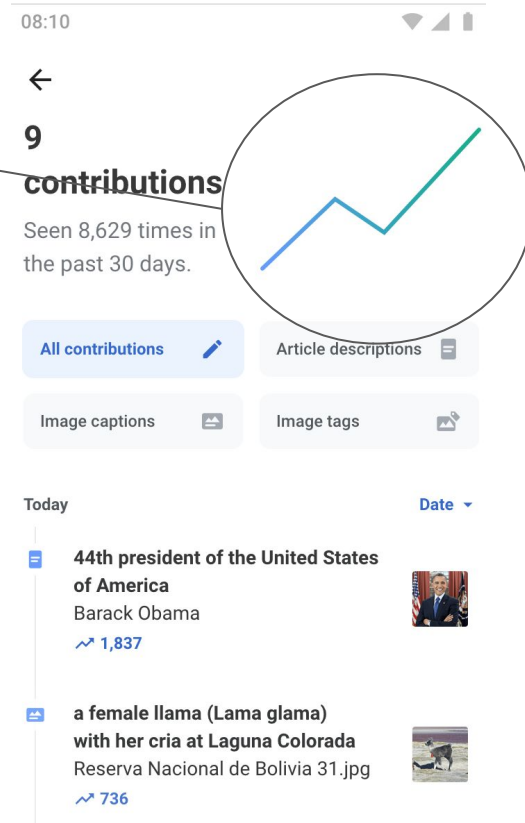 08:10
9
contributions
Seen 8,629 times in
the past 30 days.
All contributions
Article descriptions
Image captions
Image tags
Today
Date
44th president of the United States
of America
Barack Obama
1,837
a female llama (Lama glama)
with her cria at Laguna Colorada
Reserva Nacional de Bolivia 31.jpg
736